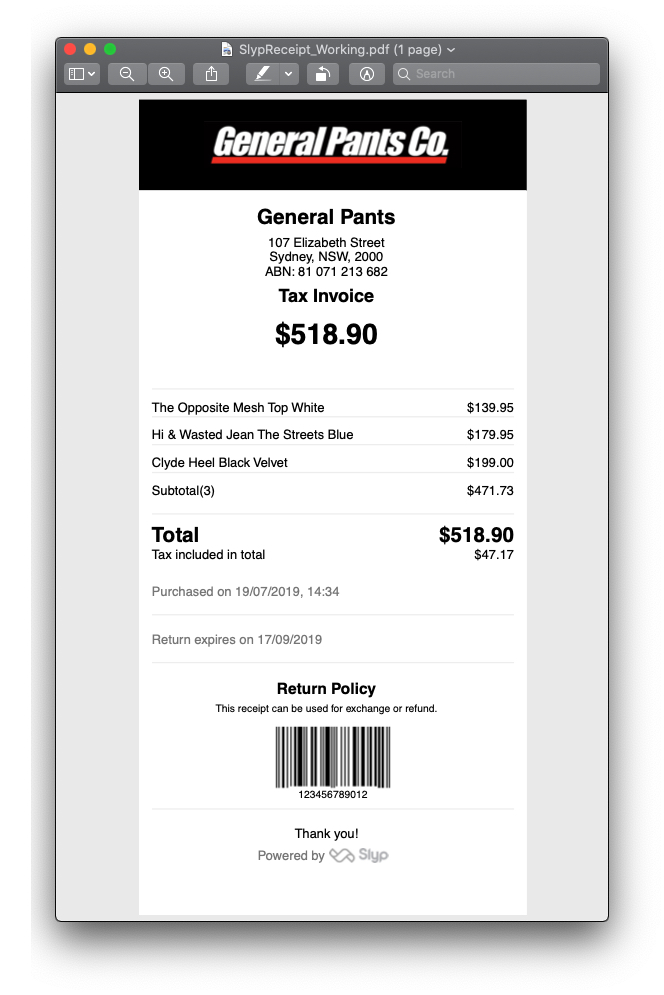 SlypReceipt_Working.pdf (1 page)
Search
General Pants Co.
General Pants
107 Elizabeth Street
Sydney, NSW, 2000
ABN: 81 071 213 682
Tax Invoice
$518.90
The Opposite Mesh Top White $139.95
Hi & Wasted Jean The Streets Blue $179.95
Clyde Heel Black Velvet $199.00
Subtotal(3) $471.73
Total $518.90
Tax included in total $47.17
Purchased on 19/07/2019, 14:34
Return expires on 17/09/2019
Return Policy
This receipt can be used for exchange or refund.
123456789012
Thank you!
Powered by Slyp